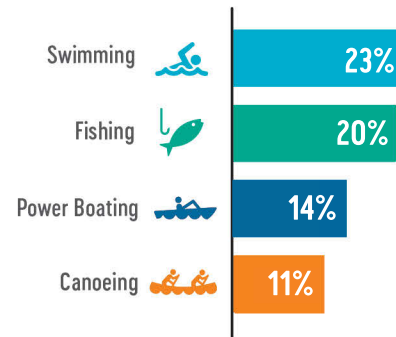 Swimming 23%
Fishing 20%
Power Boating 14%
Canoeing 11%